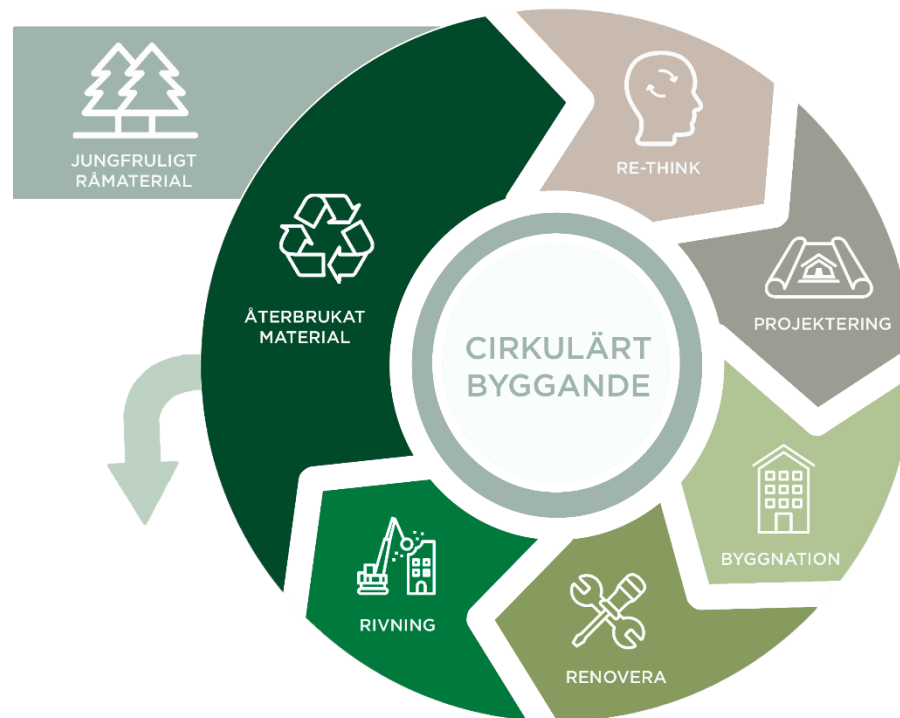 JUNGFRULIGT
RÅMATERIAL
RE-THINK
PROJEKTERING
BYGGNATION
RENOVERA
RIVNING
ÅTERBRUKAT
MATERIAL
CIRKULÄRT
BYGGANDE